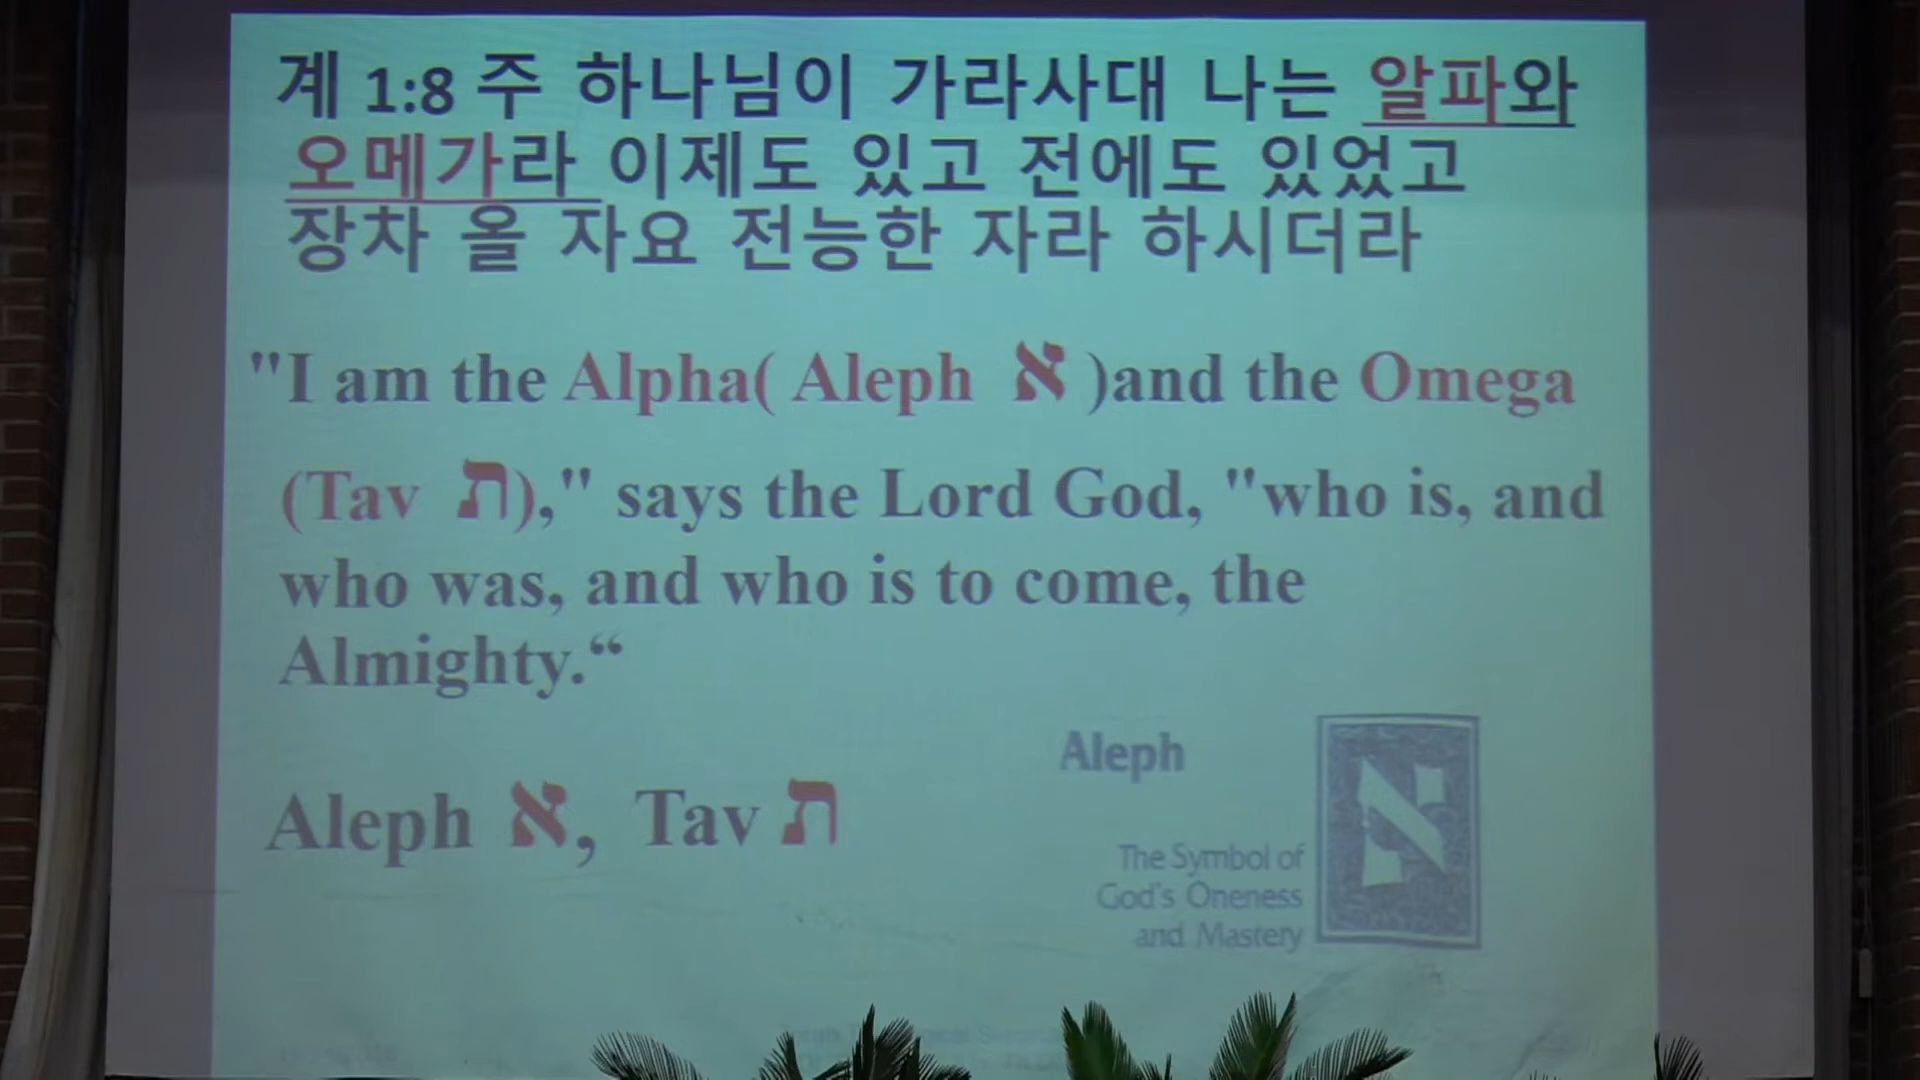 계 1:8 주 하나님이 가라사대 나는 알파와
오메가라 이제도 있고 전에도 있었고
장차 올 자요 전능한 자라 하시더라
"I am the Alpha( Aleph א )and the Omega
(Tav ת)," says the Lord God, "who is, and
who was, and who is to come, the
Almighty.“
Aleph א, Tav ת
Aleph
א
The Symbol of
God's Oneness
and Mastery